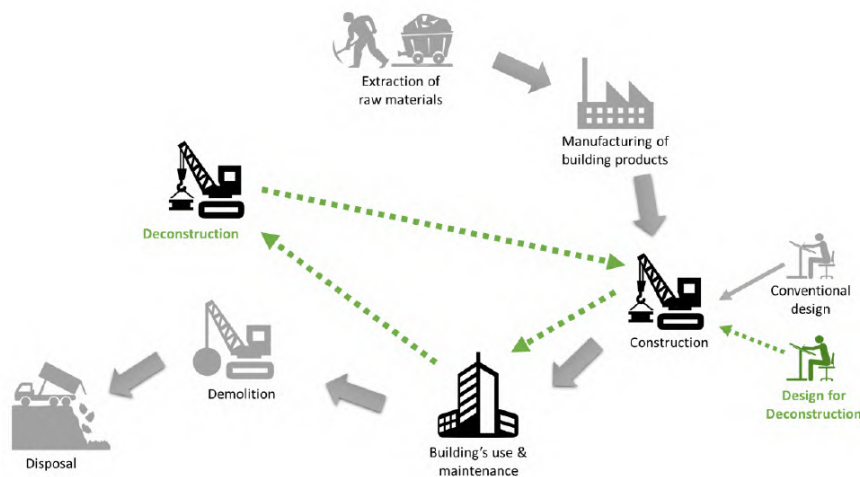 Extraction of
raw materials
Manufacturing of
building products
Deconstruction
Conventional
design
Construction
Demolition
Design for
Deconstruction
Building's use &
maintenance
Disposal